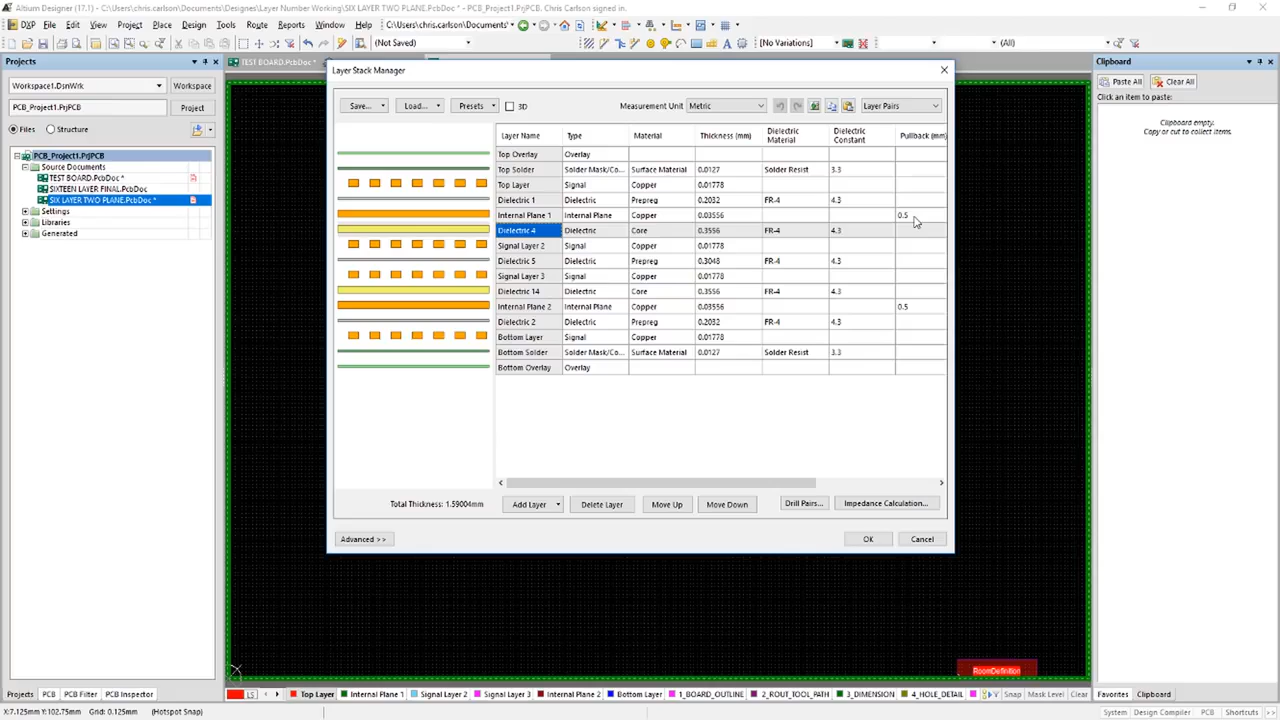 Altium Designer (17.1) - C:\Users\chris.carlson\Documents\Designes\Layer Number Working\SIX LAYER TWO PLANE.PcbDoc * - PCB_Project1.PrjPCB. Chris Carlson signed in.
DXP File Edit View Project Place Design Tools Route Reports Window Help C:\Users\chris.carlson\Documents\
(Not Saved) [No Variations] (All)
Projects TEST BOARD.PcbDoc * Clipboard
Workspace1.DsnWrk Workspace
PCB_Project1.PrjPCB Project
Files Structure
PCB_Project1.PrjPCB
Source Documents
TEST BOARD.PcbDoc *
SIXTEEN LAYER FINAL.PcbDoc
SIX LAYER TWO PLANE.PcbDoc *
Settings
Libraries
Generated
Layer Stack Manager
Save... Load... Presets 3D Measurement Unit Metric Layer Pairs
Layer Name Type Material Thickness (mm) Dielectric Material Dielectric Constant Pullback (mm)
Top Overlay Overlay
Top Solder Solder Mask/Co... Surface Material 0.0127 Solder Resist 3.3
Top Layer Signal Copper 0.01778
Dielectric 1 Dielectric Prepreg 0.2032 FR-4 4.3
Internal Plane 1 Internal Plane Copper 0.03556 0.5
Dielectric 4 Dielectric Core 0.3556 FR-4 4.3
Signal Layer 2 Signal Copper 0.01778
Dielectric 5 Dielectric Prepreg 0.3048 FR-4 4.3
Signal Layer 3 Signal Copper 0.01778
Dielectric 14 Dielectric Core 0.3556 FR-4 4.3
Internal Plane 2 Internal Plane Copper 0.03556 0.5
Dielectric 2 Dielectric Prepreg 0.2032 FR-4 4.3
Bottom Layer Signal Copper 0.01778
Bottom Solder Solder Mask/Co... Surface Material 0.0127 Solder Resist 3.3
Bottom Overlay Overlay
Total Thickness: 1.59004mm Add Layer Delete Layer Move Up Move Down Drill Pairs... Impedance Calculation...
Advanced >> OK Cancel
Paste All Clear All
Click an item to paste:
Clipboard empty.
Copy or cut to collect items.
RoomDefinition
Projects PCB PCB Filter PCB Inspector LS Top Layer Internal Plane 1 Signal Layer 2 Signal Layer 3 Internal Plane 2 Bottom Layer 1_BOARD_OUTLINE 2_ROUT_TOOL_PATH 3_DIMENSION 4_HOLE_DETAIL Snap Mask Level Clear Favorites Clipboard
X:7.125mm Y:102.75mm Grid: 0.125mm (Hotspot Snap) System Design Compiler PCB Shortcuts >>